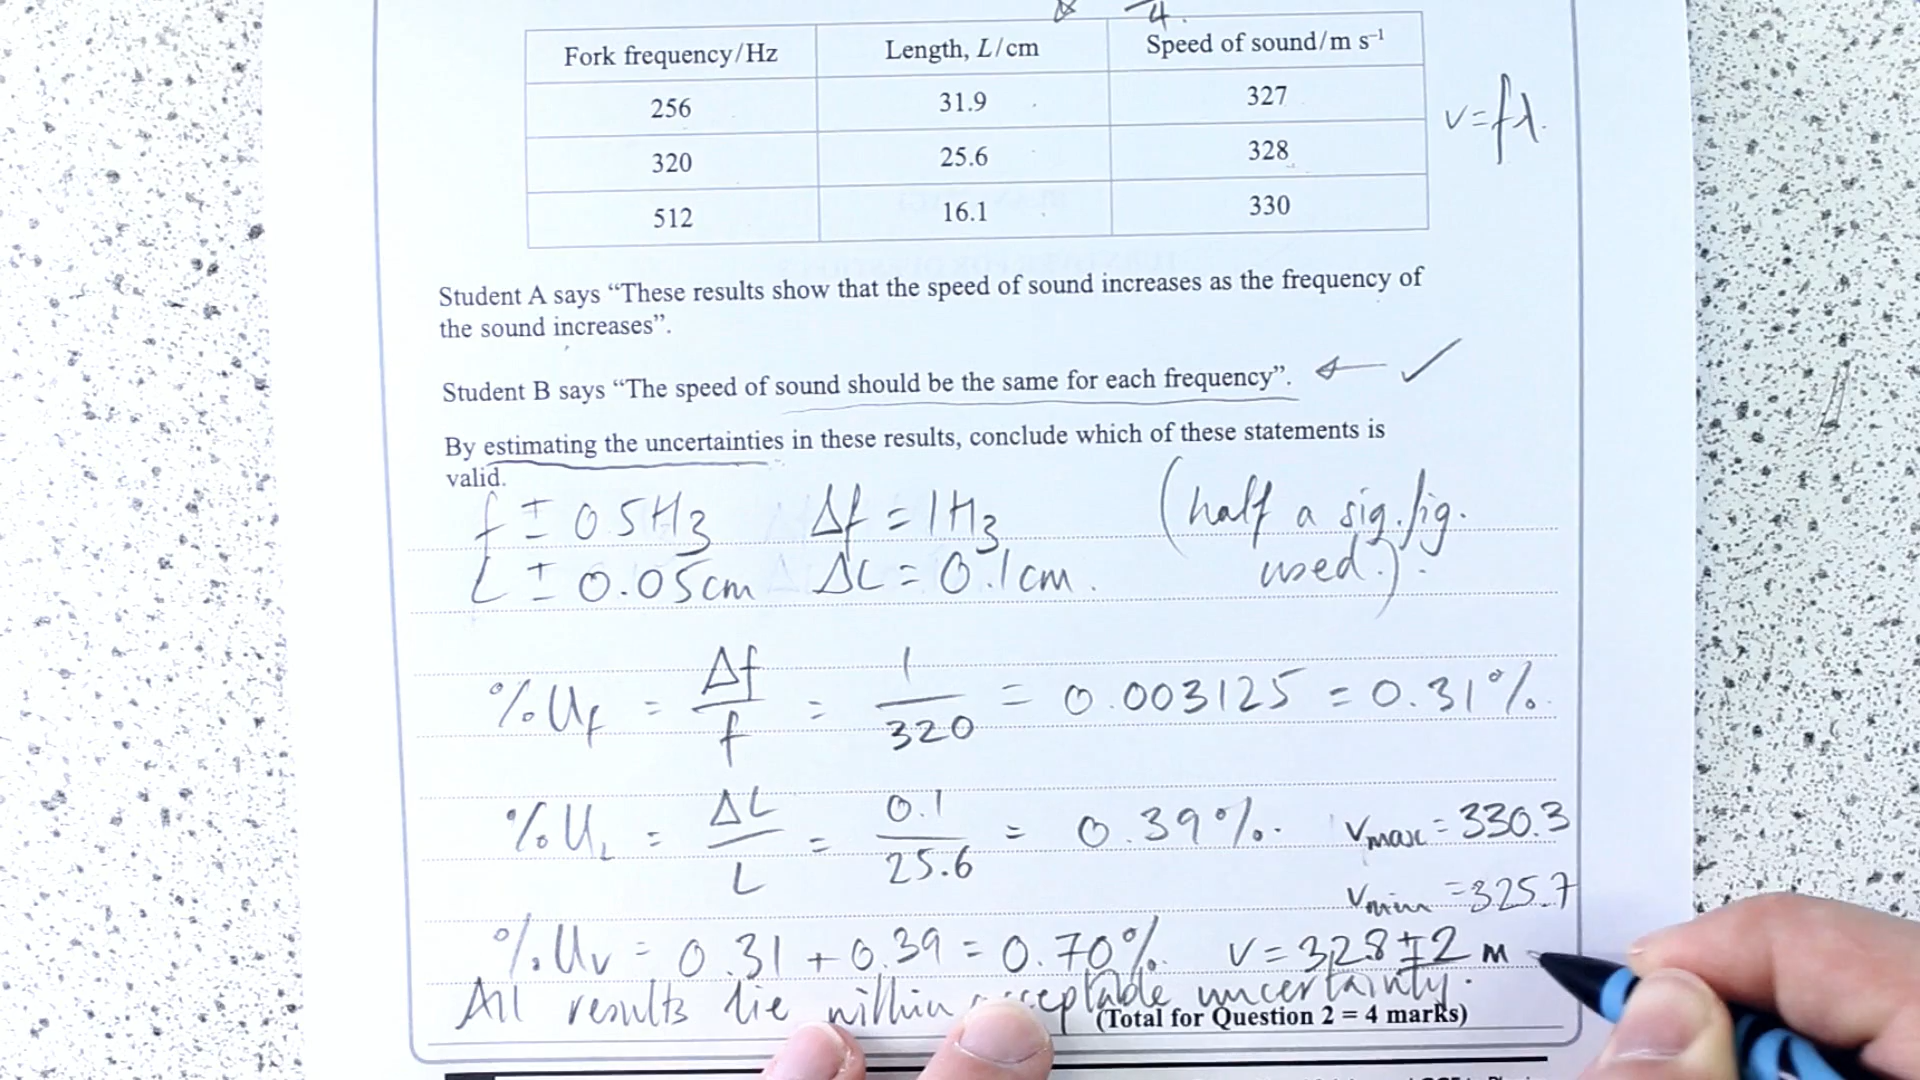 4.
Fork frequency/Hz Length, L/cm Speed of sound/m s⁻¹
256 31.9 327
320 25.6 328
512 16.1 330
v=fλ.
Student A says “These results show that the speed of sound increases as the frequency of
the sound increases”.
Student B says “The speed of sound should be the same for each frequency”. ← ✓
By estimating the uncertainties in these results, conclude which of these statements is
valid.
f ± 0.5Hz Δf = 1Hz (half a sig.fig.
L ± 0.05cm ΔL = 0.1cm. used.).
%Uf = Δf/f = 1/320 = 0.003125 = 0.31%.
%UL = ΔL/L = 0.1/25.6 = 0.39%. vmax = 330.3
vmin = 325.7
%Uv = 0.31 + 0.39 = 0.70%. v = 328 ± 2 m
All results lie within acceptable uncertainty.
(Total for Question 2 = 4 marks)